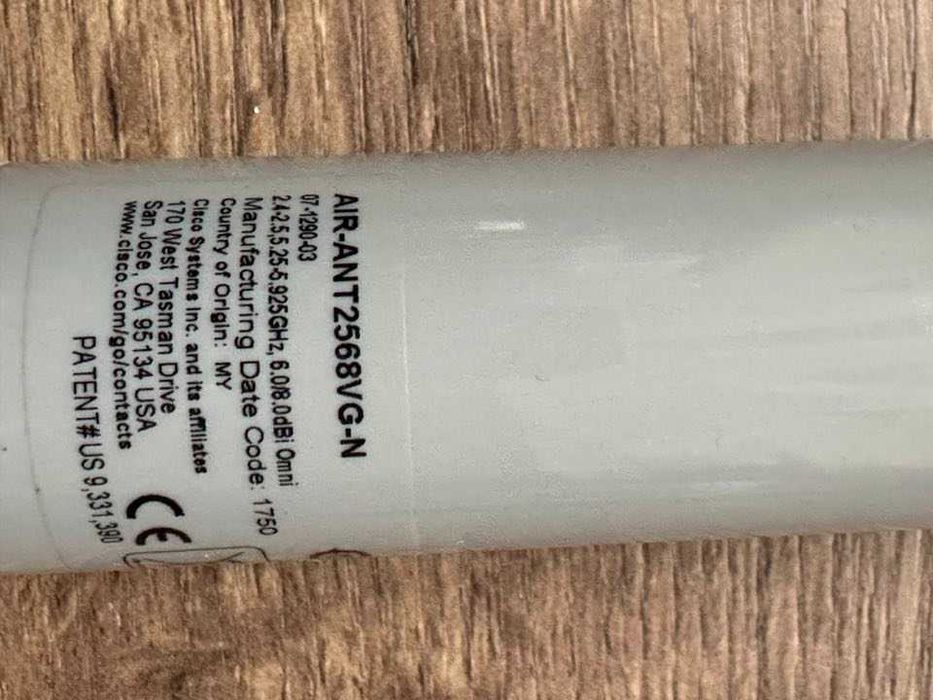 AIR-ANT2568VG-N
07-1290-03
2.4-2.5,5.25-5.925GHz, 6.0/8.0dBi Omni
Manufacturing Date Code: 1750
Country of Origin: MY
Cisco Systems Inc. and its affiliates
170 West Tasman Drive
San Jose, CA 95134 USA
www.cisco.com/go/contacts
PATENT# US 9,331,390
CE